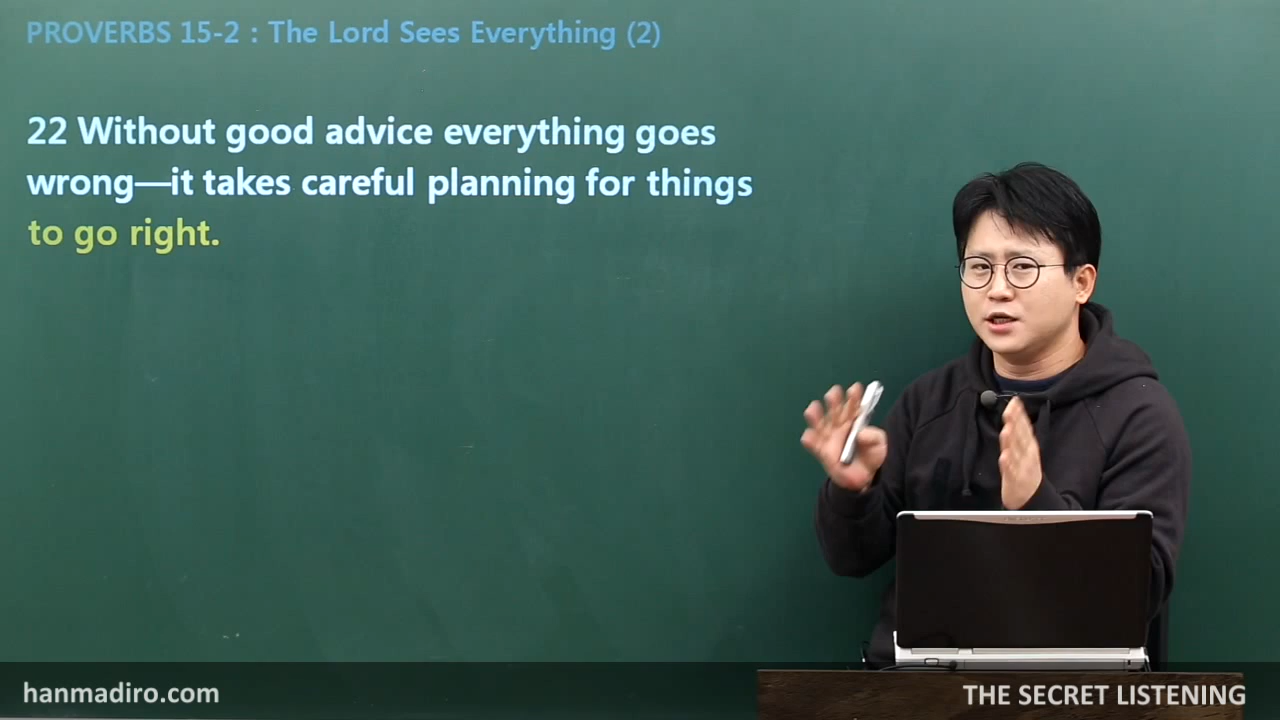 PROVERBS 15-2 : The Lord Sees Everything (2)
22 Without good advice everything goes
wrong—it takes careful planning for things
to go right.
hanmadiro.com
THE SECRET LISTENING